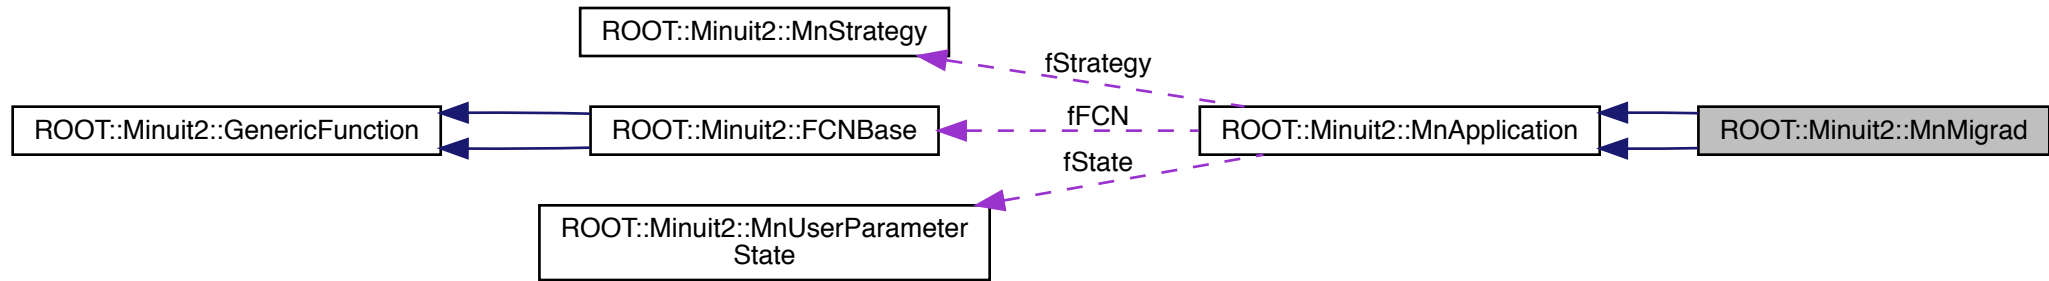 ROOT::Minuit2::MnStrategy
fStrategy
ROOT::Minuit2::GenericFunction
ROOT::Minuit2::FCNBase
fFCN
ROOT::Minuit2::MnApplication
ROOT::Minuit2::MnMigrad
fState
ROOT::Minuit2::MnUserParameter
State